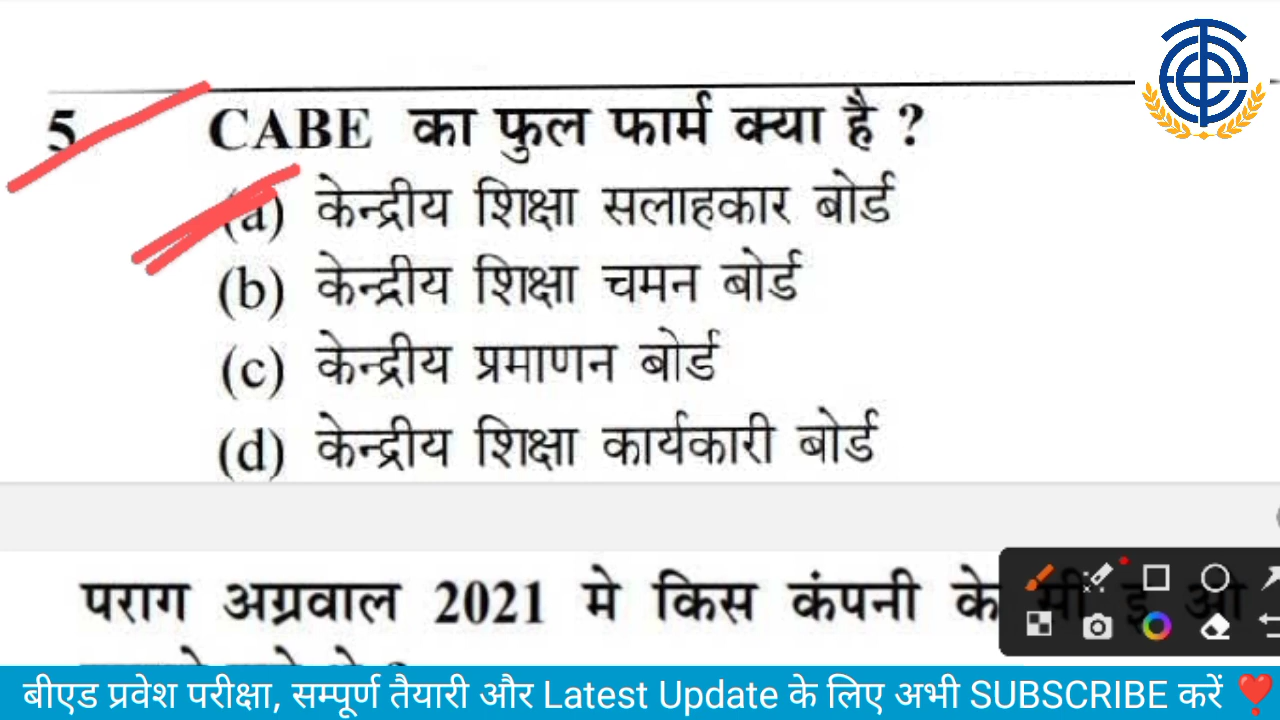 5. CABE का फुल फार्म क्या है ?
(a) केन्द्रीय शिक्षा सलाहकार बोर्ड
(b) केन्द्रीय शिक्षा चमन बोर्ड
(c) केन्द्रीय प्रमाणन बोर्ड
(d) केन्द्रीय शिक्षा कार्यकारी बोर्ड
पराग अग्रवाल 2021 मे किस कंपनी के सी इ ओ
बीएड प्रवेश परीक्षा, सम्पूर्ण तैयारी और Latest Update के लिए अभी SUBSCRIBE करें ❤️